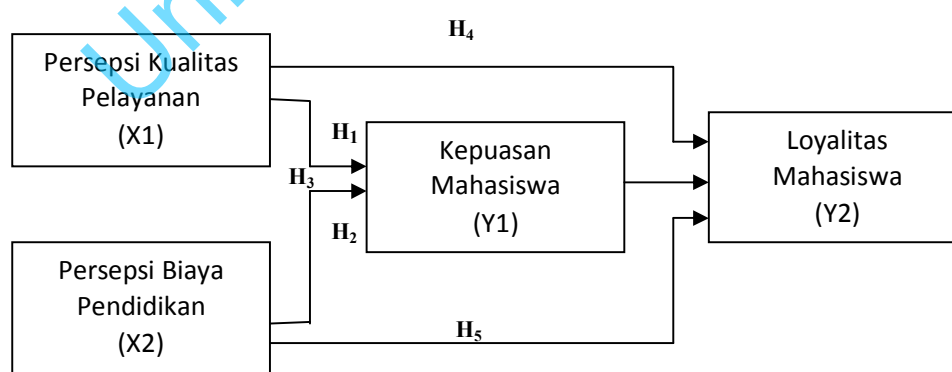 H₄
Persepsi Kualitas
Pelayanan
(X1)
H₁
H₃
H₂
Kepuasan
Mahasiswa
(Y1)
Loyalitas
Mahasiswa
(Y2)
Persepsi Biaya
Pendidikan
(X2)
H₅